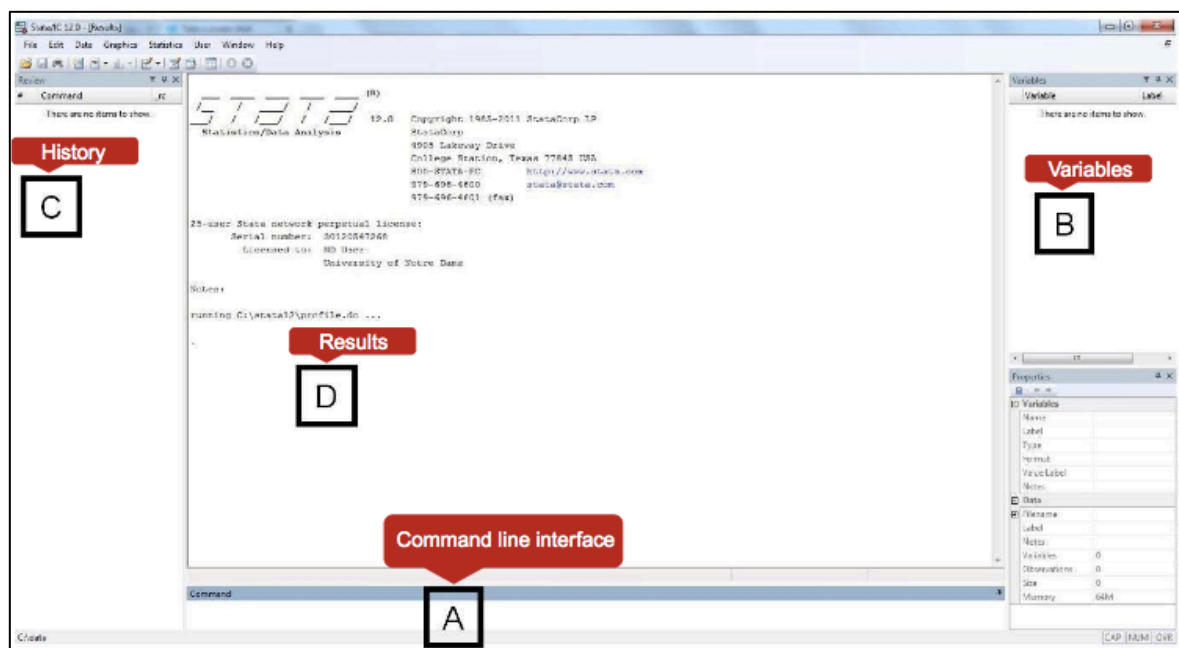 Stata/IC 12.0 - [Results]
File Edit Data Graphics Statistics User Window Help
Review
# Command _rc
There are no items to show.
History
C
STATA (R)
12.0 Copyright 1985-2011 StataCorp LP
Statistics/Data Analysis StataCorp
4905 Lakeway Drive
College Station, Texas 77845 USA
800-STATA-PC http://www.stata.com
979-696-4600 stata@stata.com
979-696-4601 (fax)
25-user Stata network perpetual license:
Serial number: 30120547268
Licensed to: ND User
University of Notre Dame
Notes:
running C:\stata12\profile.do ...
.
Results
D
Command line interface
Command
A
Variables
Variable Label
There are no items to show.
Variables
B
Properties
Variables
Name
Label
Type
Format
Value Label
Notes
Data
Filename
Label
Notes
Variables 0
Observations 0
Size 0
Memory 64M
C:\data
CAP NUM OVR